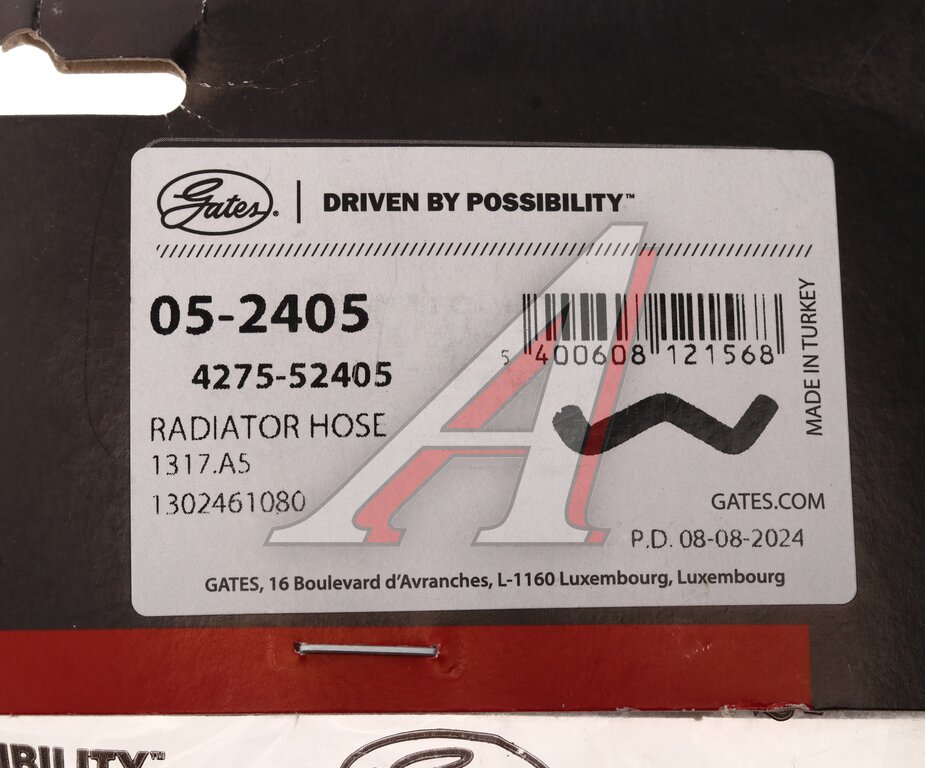 Gates® | DRIVEN BY POSSIBILITY™
05-2405
4275-52405
RADIATOR HOSE
1317.A5
1302461080
5 400608 121568
MADE IN TURKEY
GATES.COM
P.D. 08-08-2024
GATES, 16 Boulevard d'Avranches, L-1160 Luxembourg, Luxembourg
IBILITY™